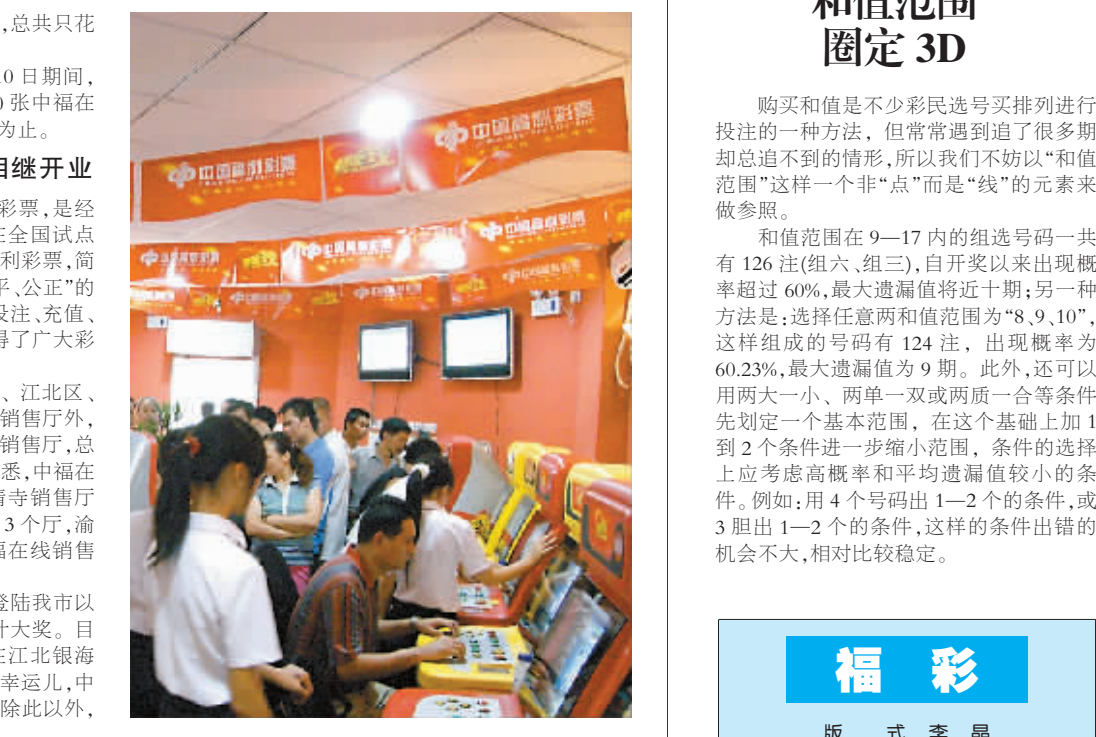 ,总共只花
10 日期间，
0 张中福在
为止。
相继开业
彩票,是经
在全国试点
利彩票,简
平、公正”的
投注、充值、
得了广大彩
、江北区、
销售厅外，
销售厅,总
悉,中福在
寺销售厅
3 个厅,渝
福在线销售
登陆我市以
计大奖。目
在江北银海
幸运儿,中
除此以外，
中国福利彩票
中国福利彩票
和值范围
圈定 3D
购买和值是不少彩民选号买排列进行
投注的一种方法，但常常遇到追了很多期
却总追不到的情形,所以我们不妨以“和值
范围”这样一个非“点”而是“线”的元素来
做参照。
和值范围在 9—17 内的组选号码一共
有 126 注(组六、组三),自开奖以来出现概
率超过 60%,最大遗漏值将近十期;另一种
方法是:选择任意两和值范围为“8、9、10”,
这样组成的号码有 124 注，出现概率为
60.23%,最大遗漏值为 9 期。此外,还可以
用两大一小、两单一双或两质一合等条件
先划定一个基本范围，在这个基础上加 1
到 2 个条件进一步缩小范围，条件的选择
上应考虑高概率和平均遗漏值较小的条
件。例如:用 4 个号码出 1—2 个的条件,或
3 胆出 1—2 个的条件,这样的条件出错的
机会不大,相对比较稳定。
福 彩
版 式 李 晶